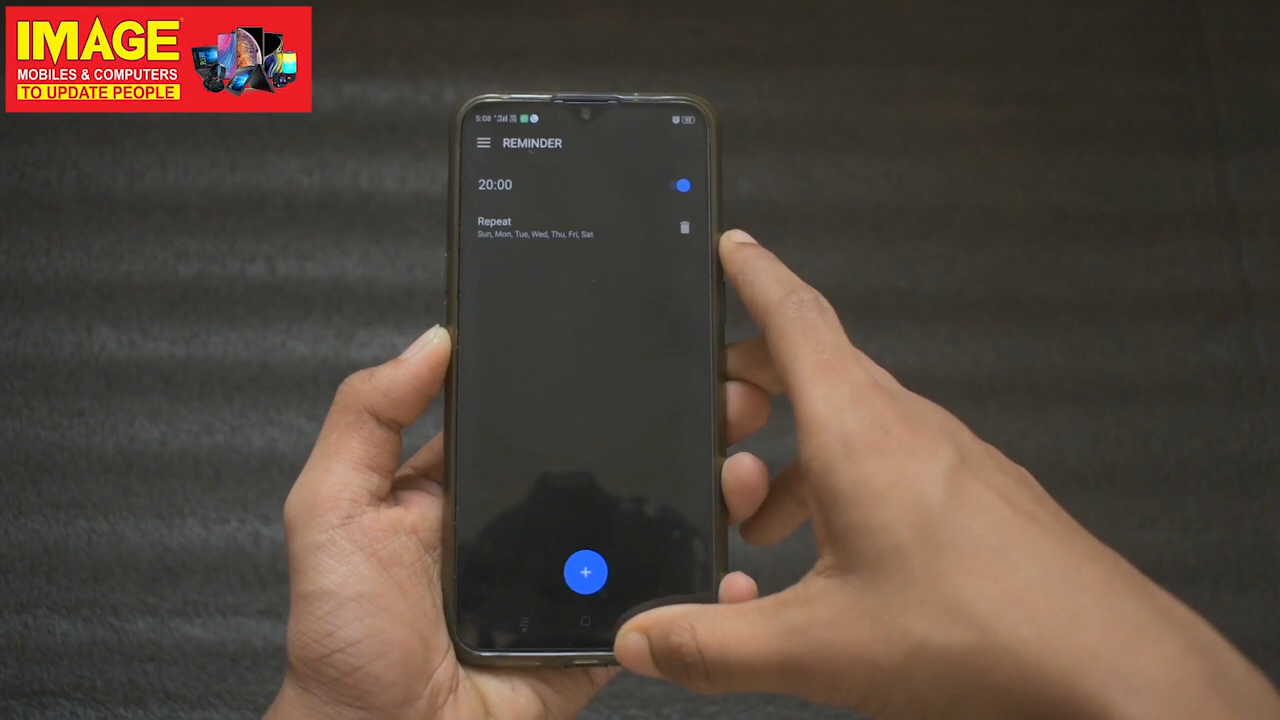 IMAGE
MOBILES & COMPUTERS
TO UPDATE PEOPLE
5:08
REMINDER
20:00
Repeat
Sun, Mon, Tue, Wed, Thu, Fri, Sat